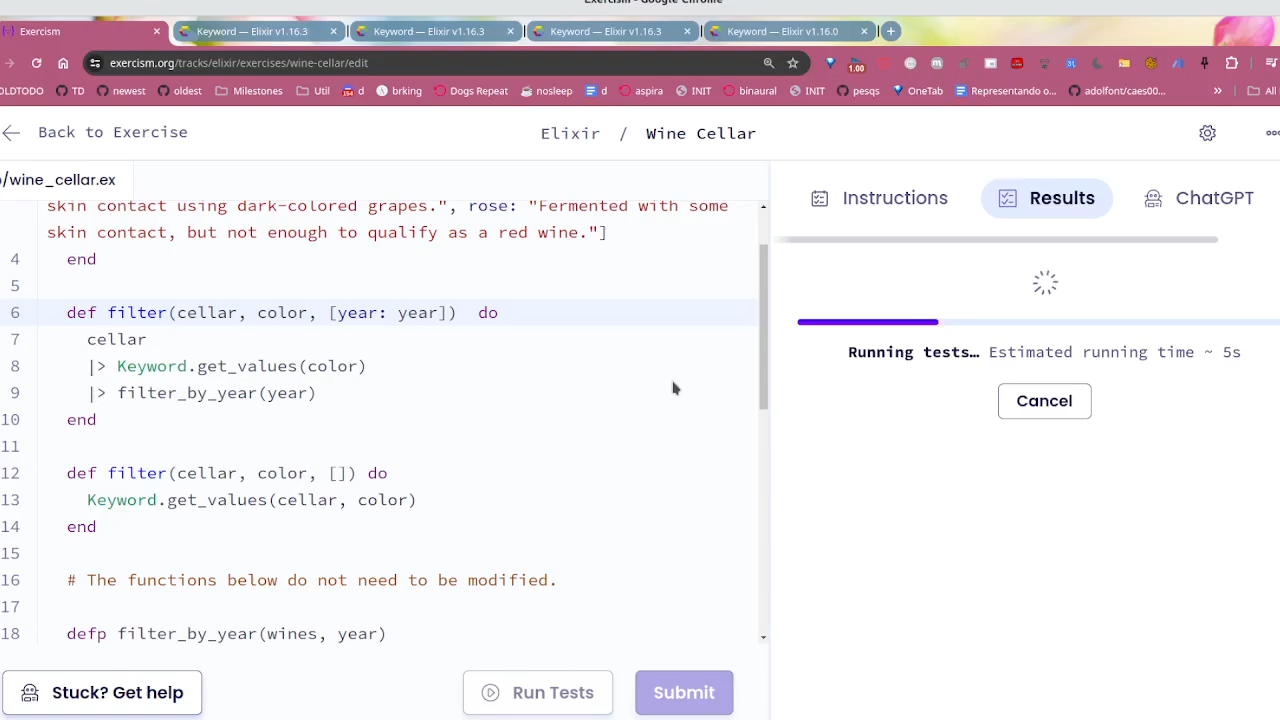 Exercism - Google Chrome
Exercism
Keyword — Elixir v1.16.3
Keyword — Elixir v1.16.3
Keyword — Elixir v1.16.3
Keyword — Elixir v1.16.0
exercism.org/tracks/elixir/exercises/wine-cellar/edit
1.00
OLDTODO
TD
newest
oldest
Milestones
Util
d
brking
Dogs Repeat
nosleep
d
aspira
INIT
binaural
INIT
pesqs
OneTab
Representando o...
adolfont/caes00...
»
All
Back to Exercise
Elixir / Wine Cellar
/wine_cellar.ex
Instructions
Results
ChatGPT
skin contact using dark-colored grapes.", rose: "Fermented with some
skin contact, but not enough to qualify as a red wine."]
4 end
5
6 def filter(cellar, color, [year: year])  do
7 cellar
8 |> Keyword.get_values(color)
9 |> filter_by_year(year)
10 end
11
12 def filter(cellar, color, []) do
13 Keyword.get_values(cellar, color)
14 end
15
16 # The functions below do not need to be modified.
17
18 defp filter_by_year(wines, year)
Running tests… Estimated running time ~ 5s
Cancel
Stuck? Get help
Run Tests
Submit